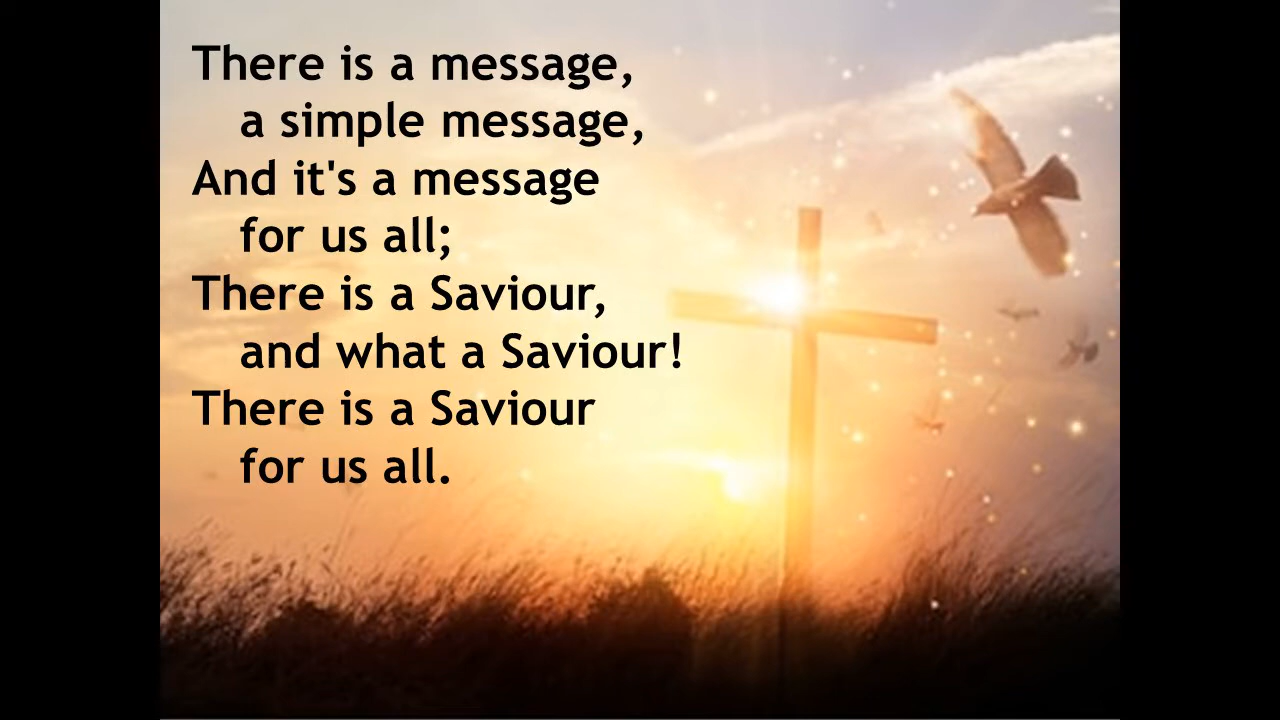 There is a message,
a simple message,
And it's a message
for us all;
There is a Saviour,
and what a Saviour!
There is a Saviour
for us all.